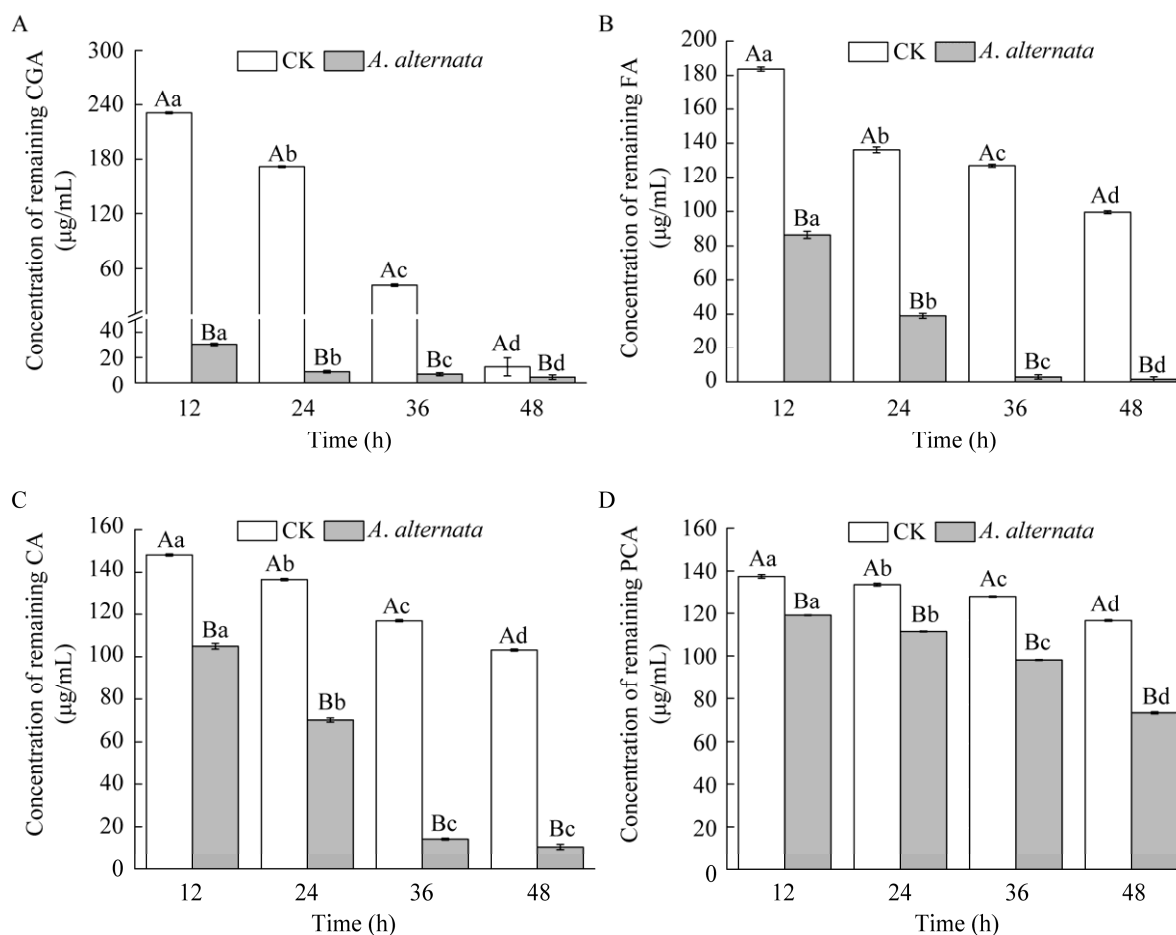 A
CK A. alternata
Concentration of remaining CGA
(μg/mL)
300
240
180
120
60
40
20
0
Aa
Ba
Ab
Bb
Ac
Bc
Ad
Bd
12 24 36 48
Time (h)
B
CK A. alternata
Concentration of remaining FA
(μg/mL)
200
180
160
140
120
100
80
60
40
20
0
Aa
Ba
Ab
Bb
Ac
Bc
Ad
Bd
12 24 36 48
Time (h)
C
CK A. alternata
Concentration of remaining CA
(μg/mL)
160
140
120
100
80
60
40
20
0
Aa
Ba
Ab
Bb
Ac
Bc
Ad
Bc
12 24 36 48
Time (h)
D
CK A. alternata
Concentration of remaining PCA
(μg/mL)
160
140
120
100
80
60
40
20
0
Aa
Ba
Ab
Bb
Ac
Bc
Ad
Bd
12 24 36 48
Time (h)